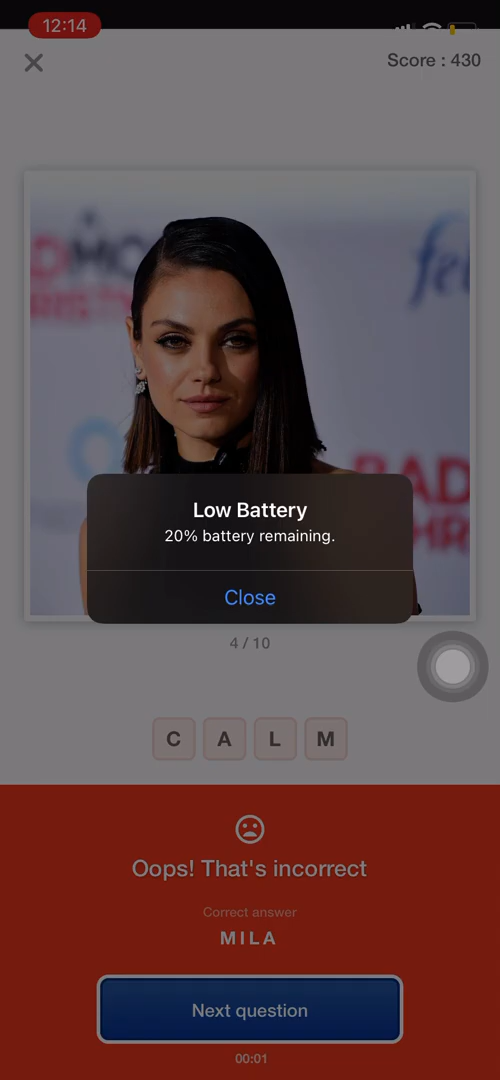 12:14
Score : 430
Low Battery
20% battery remaining.
Close
4 / 10
C A L M
Oops! That's incorrect
Correct answer
MILA
Next question
00:01